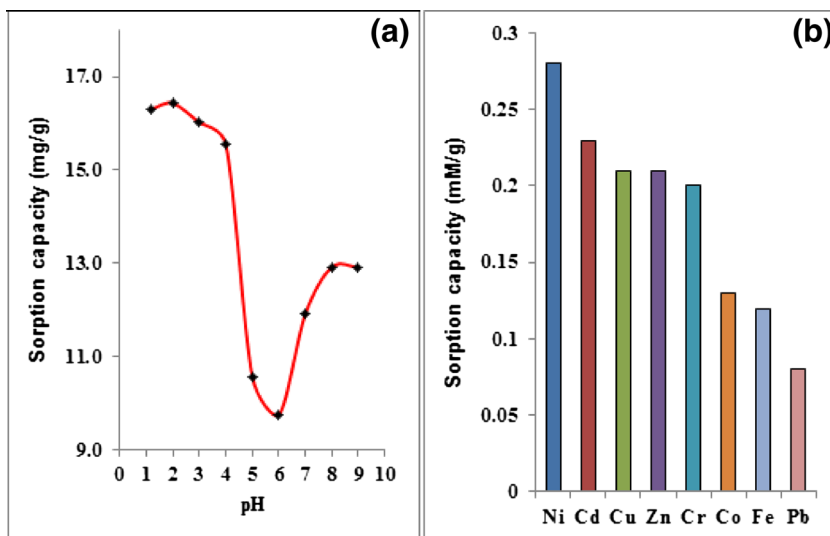 (a)
Sorption capacity (mg/g)
17.0
15.0
13.0
11.0
9.0
0 1 2 3 4 5 6 7 8 9 10
pH
(b)
Sorption capacity (mM/g)
0.3
0.25
0.2
0.15
0.1
0.05
0
Ni Cd Cu Zn Cr Co Fe Pb